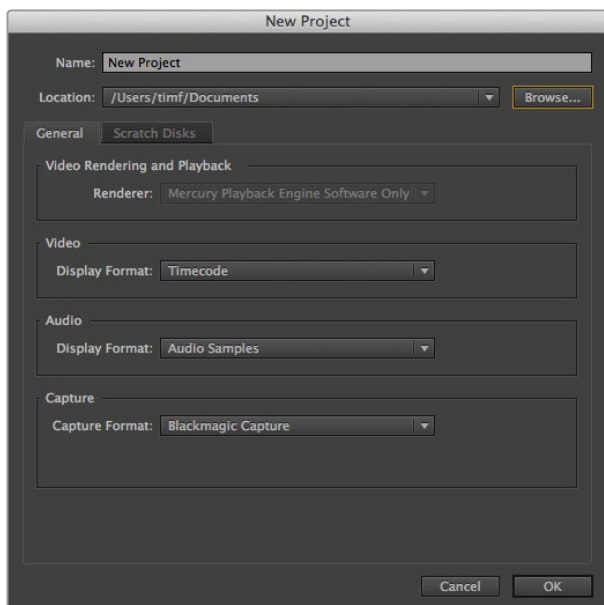 New Project
Name: New Project
Location: /Users/timf/Documents Browse...
General Scratch Disks
Video Rendering and Playback
Renderer: Mercury Playback Engine Software Only
Video
Display Format: Timecode
Audio
Display Format: Audio Samples
Capture
Capture Format: Blackmagic Capture
Cancel OK